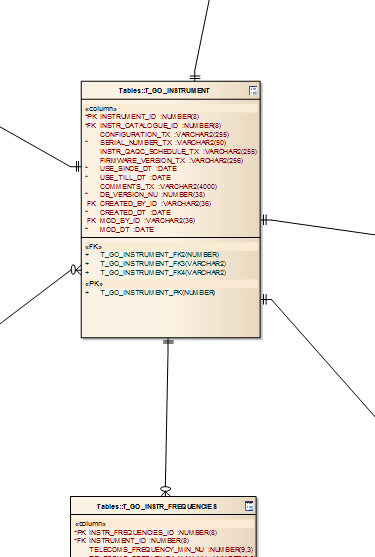 Tables::T_GO_INSTRUMENT
«column»
*PK INSTRUMENT_ID :NUMBER(8)
*FK INSTR_CATALOGUE_ID :NUMBER(8)
CONFIGURATION_TX :VARCHAR2(255)
* SERIAL_NUMBER_TX :VARCHAR2(50)
INSTR_QAQC_SCHEDULE_TX :VARCHAR2(255)
FIRMWARE_VERSION_TX :VARCHAR2(256)
* USE_SINCE_DT :DATE
* USE_TILL_DT :DATE
COMMENTS_TX :VARCHAR2(4000)
* DB_VERSION_NU :NUMBER(38)
FK CREATED_BY_ID :VARCHAR2(36)
* CREATED_DT :DATE
FK MOD_BY_ID :VARCHAR2(36)
* MOD_DT :DATE
«FK»
+ T_GO_INSTRUMENT_FK2(NUMBER)
+ T_GO_INSTRUMENT_FK3(VARCHAR2)
+ T_GO_INSTRUMENT_FK4(VARCHAR2)
«PK»
+ T_GO_INSTRUMENT_PK(NUMBER)
Tables::T_GO_INSTR_FREQUENCIES
«column»
*PK INSTR_FREQUENCIES_ID :NUMBER(8)
*FK INSTRUMENT_ID :NUMBER(8)
TELECOMS_FREQUENCY_MIN_NU :NUMBER(9,3)